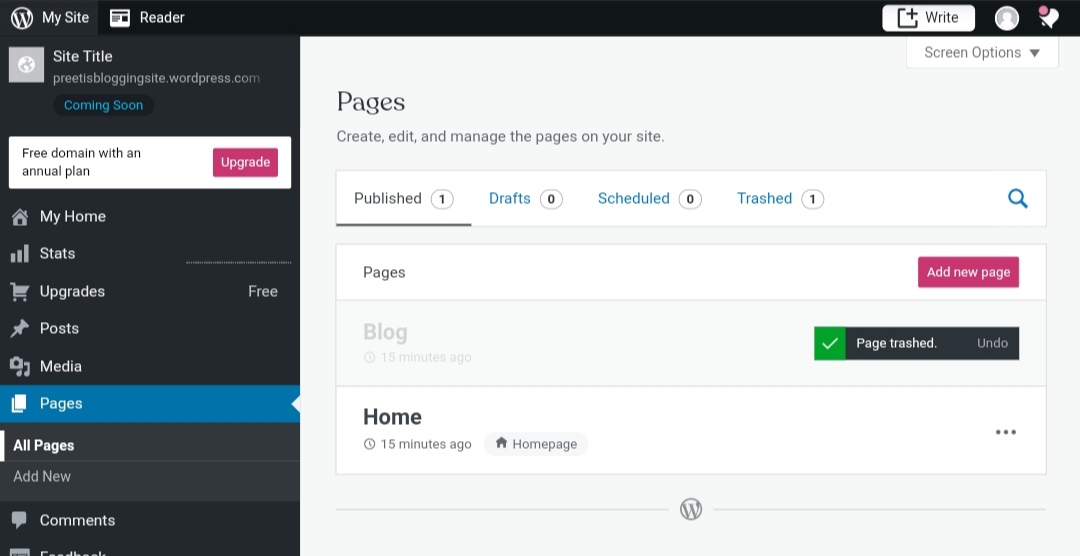 My Site
Reader
Write
Site Title
preetisbloggingsite.wordpress.com
Coming Soon
Free domain with an
annual plan
Upgrade
My Home
Stats
Upgrades Free
Posts
Media
Pages
All Pages
Add New
Comments
Feedback
Screen Options
Pages
Create, edit, and manage the pages on your site.
Published 1
Drafts 0
Scheduled 0
Trashed 1
Pages
Add new page
Blog
15 minutes ago
Page trashed. Undo
Home
15 minutes ago Homepage